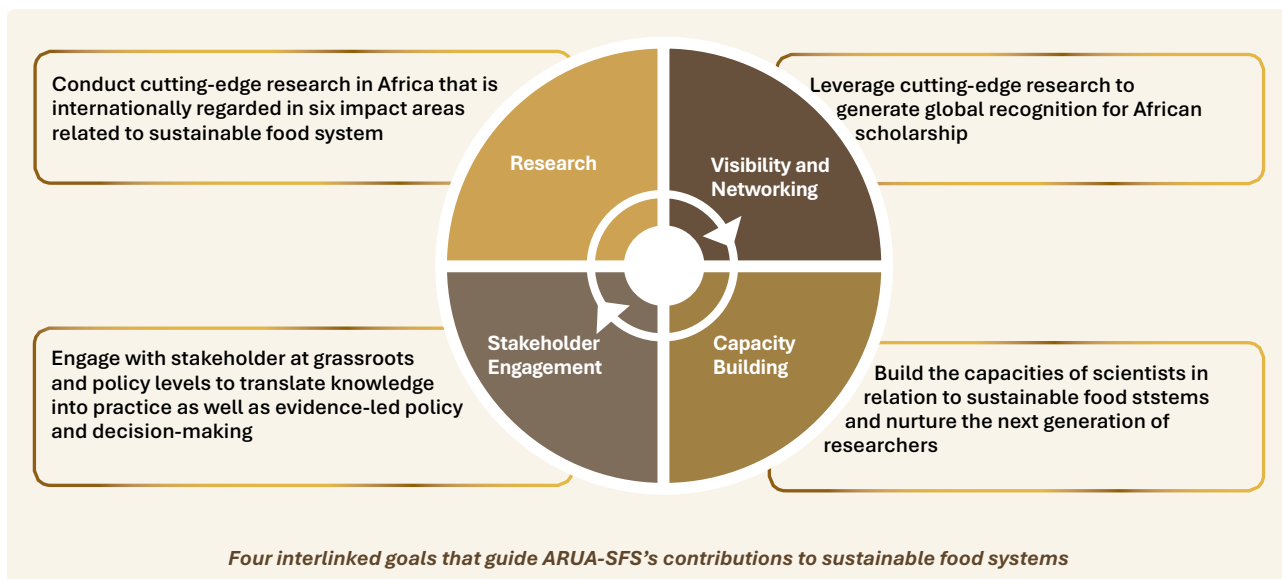 Conduct cutting-edge research in Africa that is
internationally regarded in six impact areas
related to sustainable food system
Research
Visibility and
Networking
Leverage cutting-edge research to
generate global recognition for African
scholarship
Engage with stakeholder at grassroots
and policy levels to translate knowledge
into practice as well as evidence-led policy
and decision-making
Stakeholder
Engagement
Capacity
Building
Build the capacities of scientists in
relation to sustainable food ststems
and nurture the next generation of
researchers
Four interlinked goals that guide ARUA-SFS's contributions to sustainable food systems